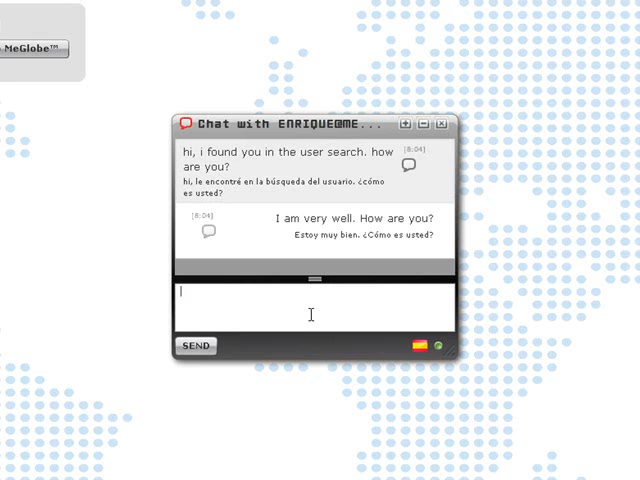 MeGlobe™
Chat with ENRIQUE@ME...
hi, i found you in the user search. how
are you?
[8:04]
hi, le encontré en la búsqueda del usuario. ¿cómo
es usted?
[8:04]
I am very well. How are you?
Estoy muy bien. ¿Cómo es usted?
SEND